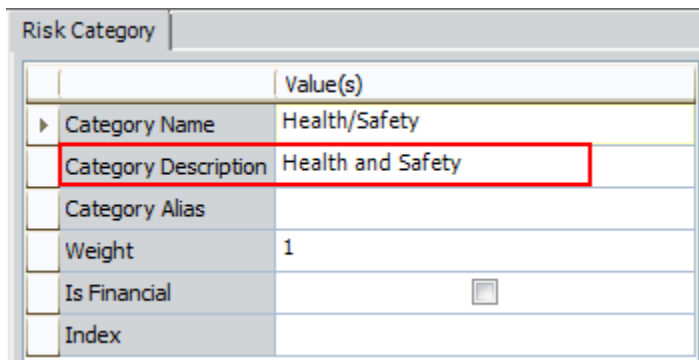 Risk Category
Value(s)
Category Name Health/Safety
Category Description Health and Safety
Category Alias
Weight 1
Is Financial
Index